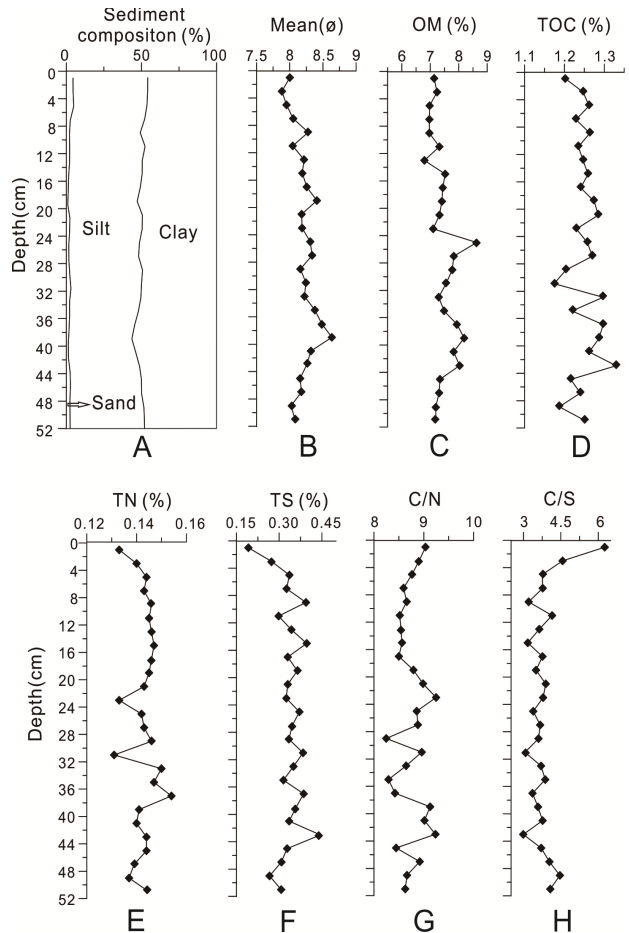 Sediment
compositon (%)
0 50 100
Mean(ø)
7.5 8 8.5 9
OM (%)
6 7 8 9
TOC (%)
1.1 1.2 1.3
Depth(cm)
0
4
8
12
16
20
24
28
32
36
40
44
48
52
Silt
Clay
Sand
A
B
C
D
TN (%)
0.12 0.14 0.16
TS (%)
0.15 0.30 0.45
C/N
8 9 10
C/S
3 4.5 6
Depth(cm)
0
4
8
12
16
20
24
28
32
36
40
44
48
52
E
F
G
H